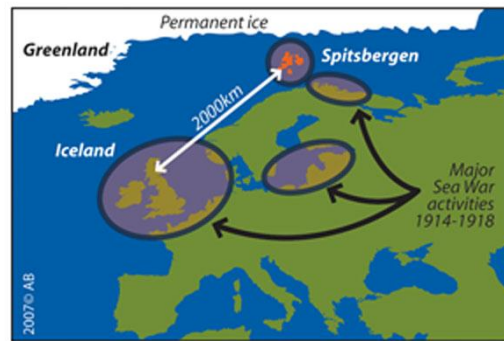 Permanent ice
Greenland
Spitsbergen
2000km
Iceland
Major
Sea War
activities
1914-1918
2007© AB